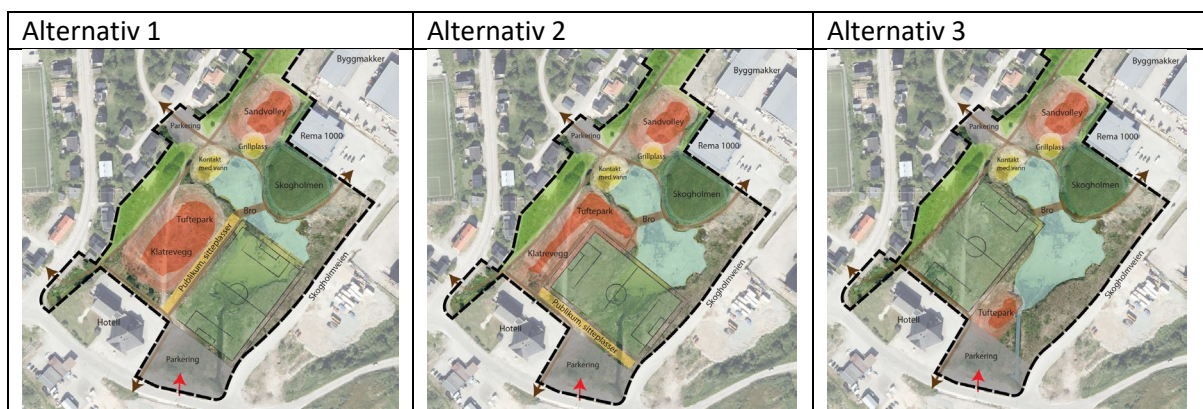 Alternativ 1
Byggmakker
Sandvolley
Parkering
Rema 1000
Grillplass
Kontakt
med vann
Skogholmen
Tuftepark
Bro
Klatrevegg
Publikum, sitteplasser
Skogholmveien
Hotell
Parkering
Alternativ 2
Byggmakker
Sandvolley
Parkering
Rema 1000
Grillplass
Kontakt
med vann
Skogholmen
Tuftepark
Bro
Klatrevegg
Skogholmveien
Publikum, sitteplasser
Hotell
Parkering
Alternativ 3
Byggmakker
Sandvolley
Parkering
Rema 1000
Grillplass
Kontakt
med vann
Skogholmen
Bro
Skogholmveien
Hotell
Tuftepark
Parkering